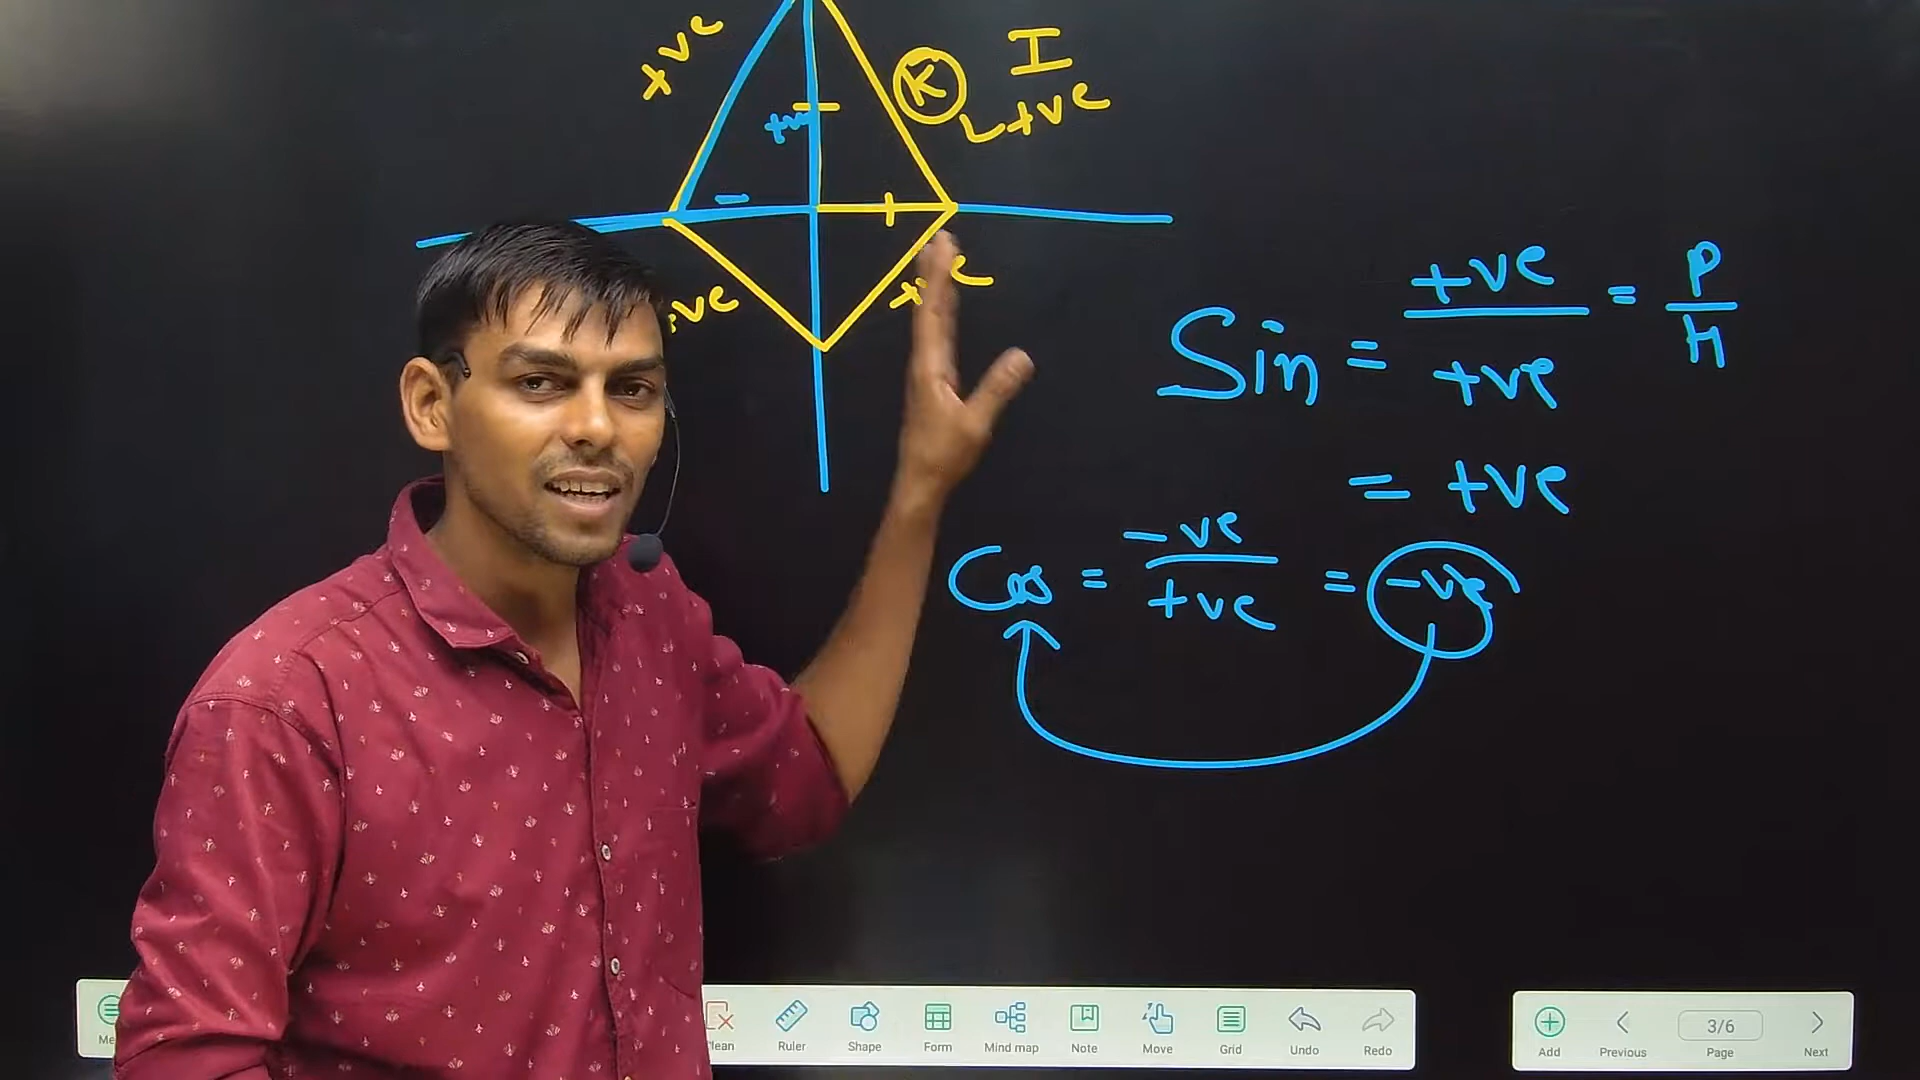 +ve
K
I
+ve
+ve
−
+ve
Sin = +ve/+ve = P/H
= +ve
Cos = −ve/+ve = −ve
Clean Ruler Shape Form Mind map Note Move Grid Undo Redo
Add Previous 3/6 Page Next